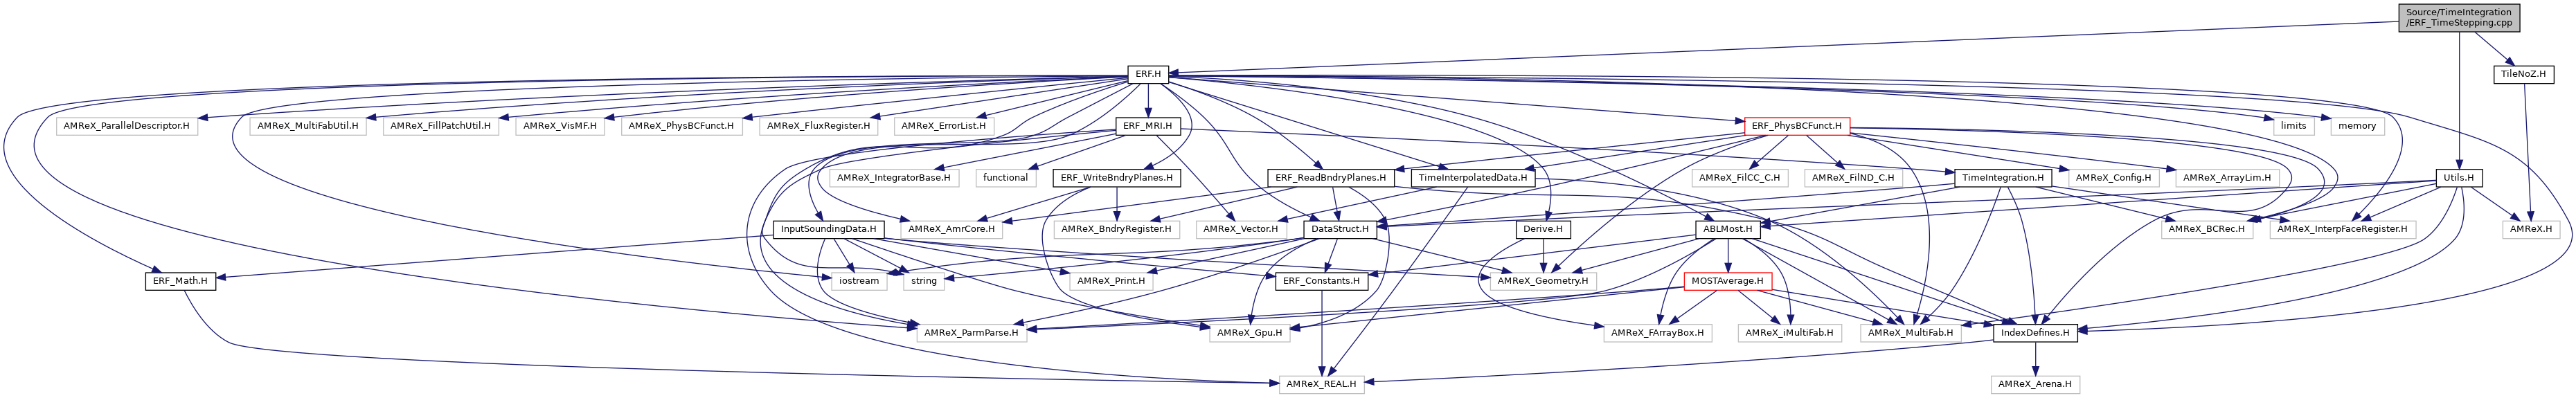 Source/TimeIntegration
/ERF_TimeStepping.cpp
ERF.H
TileNoZ.H
AMReX_ParallelDescriptor.H
AMReX_MultiFabUtil.H
AMReX_FillPatchUtil.H
AMReX_VisMF.H
AMReX_PhysBCFunct.H
AMReX_FluxRegister.H
AMReX_ErrorList.H
ERF_MRI.H
ERF_PhysBCFunct.H
limits
memory
AMReX_IntegratorBase.H
functional
ERF_WriteBndryPlanes.H
ERF_ReadBndryPlanes.H
TimeInterpolatedData.H
AMReX_FilCC_C.H
AMReX_FilND_C.H
TimeIntegration.H
AMReX_Config.H
AMReX_ArrayLim.H
Utils.H
InputSoundingData.H
AMReX_AmrCore.H
AMReX_BndryRegister.H
AMReX_Vector.H
DataStruct.H
Derive.H
ABLMost.H
AMReX_BCRec.H
AMReX_InterpFaceRegister.H
AMReX.H
ERF_Math.H
iostream
string
AMReX_Print.H
ERF_Constants.H
AMReX_Geometry.H
MOSTAverage.H
AMReX_ParmParse.H
AMReX_Gpu.H
AMReX_FArrayBox.H
AMReX_iMultiFab.H
AMReX_MultiFab.H
IndexDefines.H
AMReX_REAL.H
AMReX_Arena.H